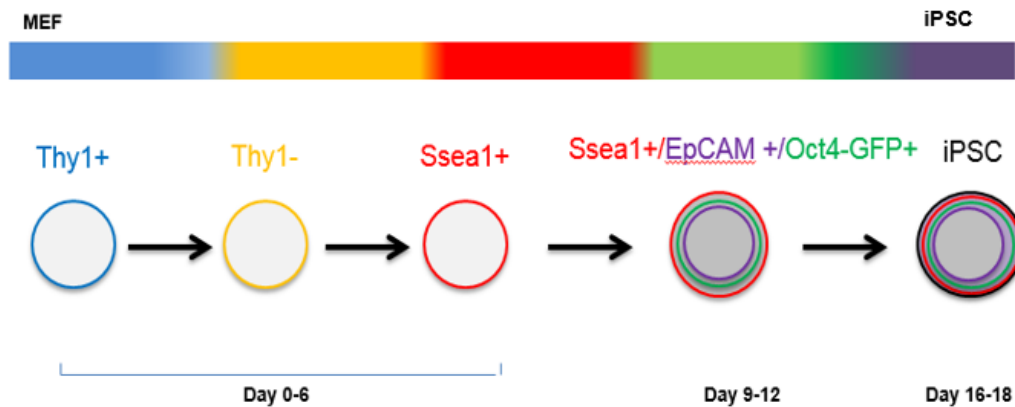 MEF iPSC
Thy1+ Thy1- Ssea1+ Ssea1+/EpCAM +/Oct4-GFP+ iPSC
Day 0-6 Day 9-12 Day 16-18